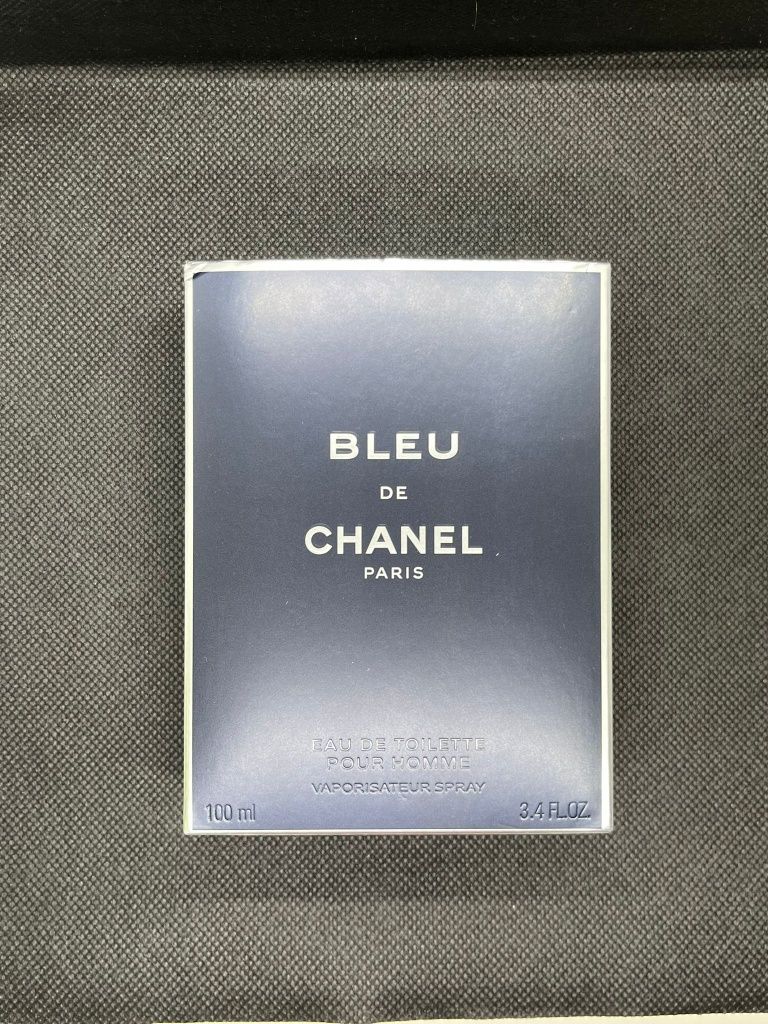 BLEU
DE
CHANEL
PARIS
EAU DE TOILETTE
POUR HOMME
VAPORISATEUR SPRAY
100 ml 3.4 FL.OZ.